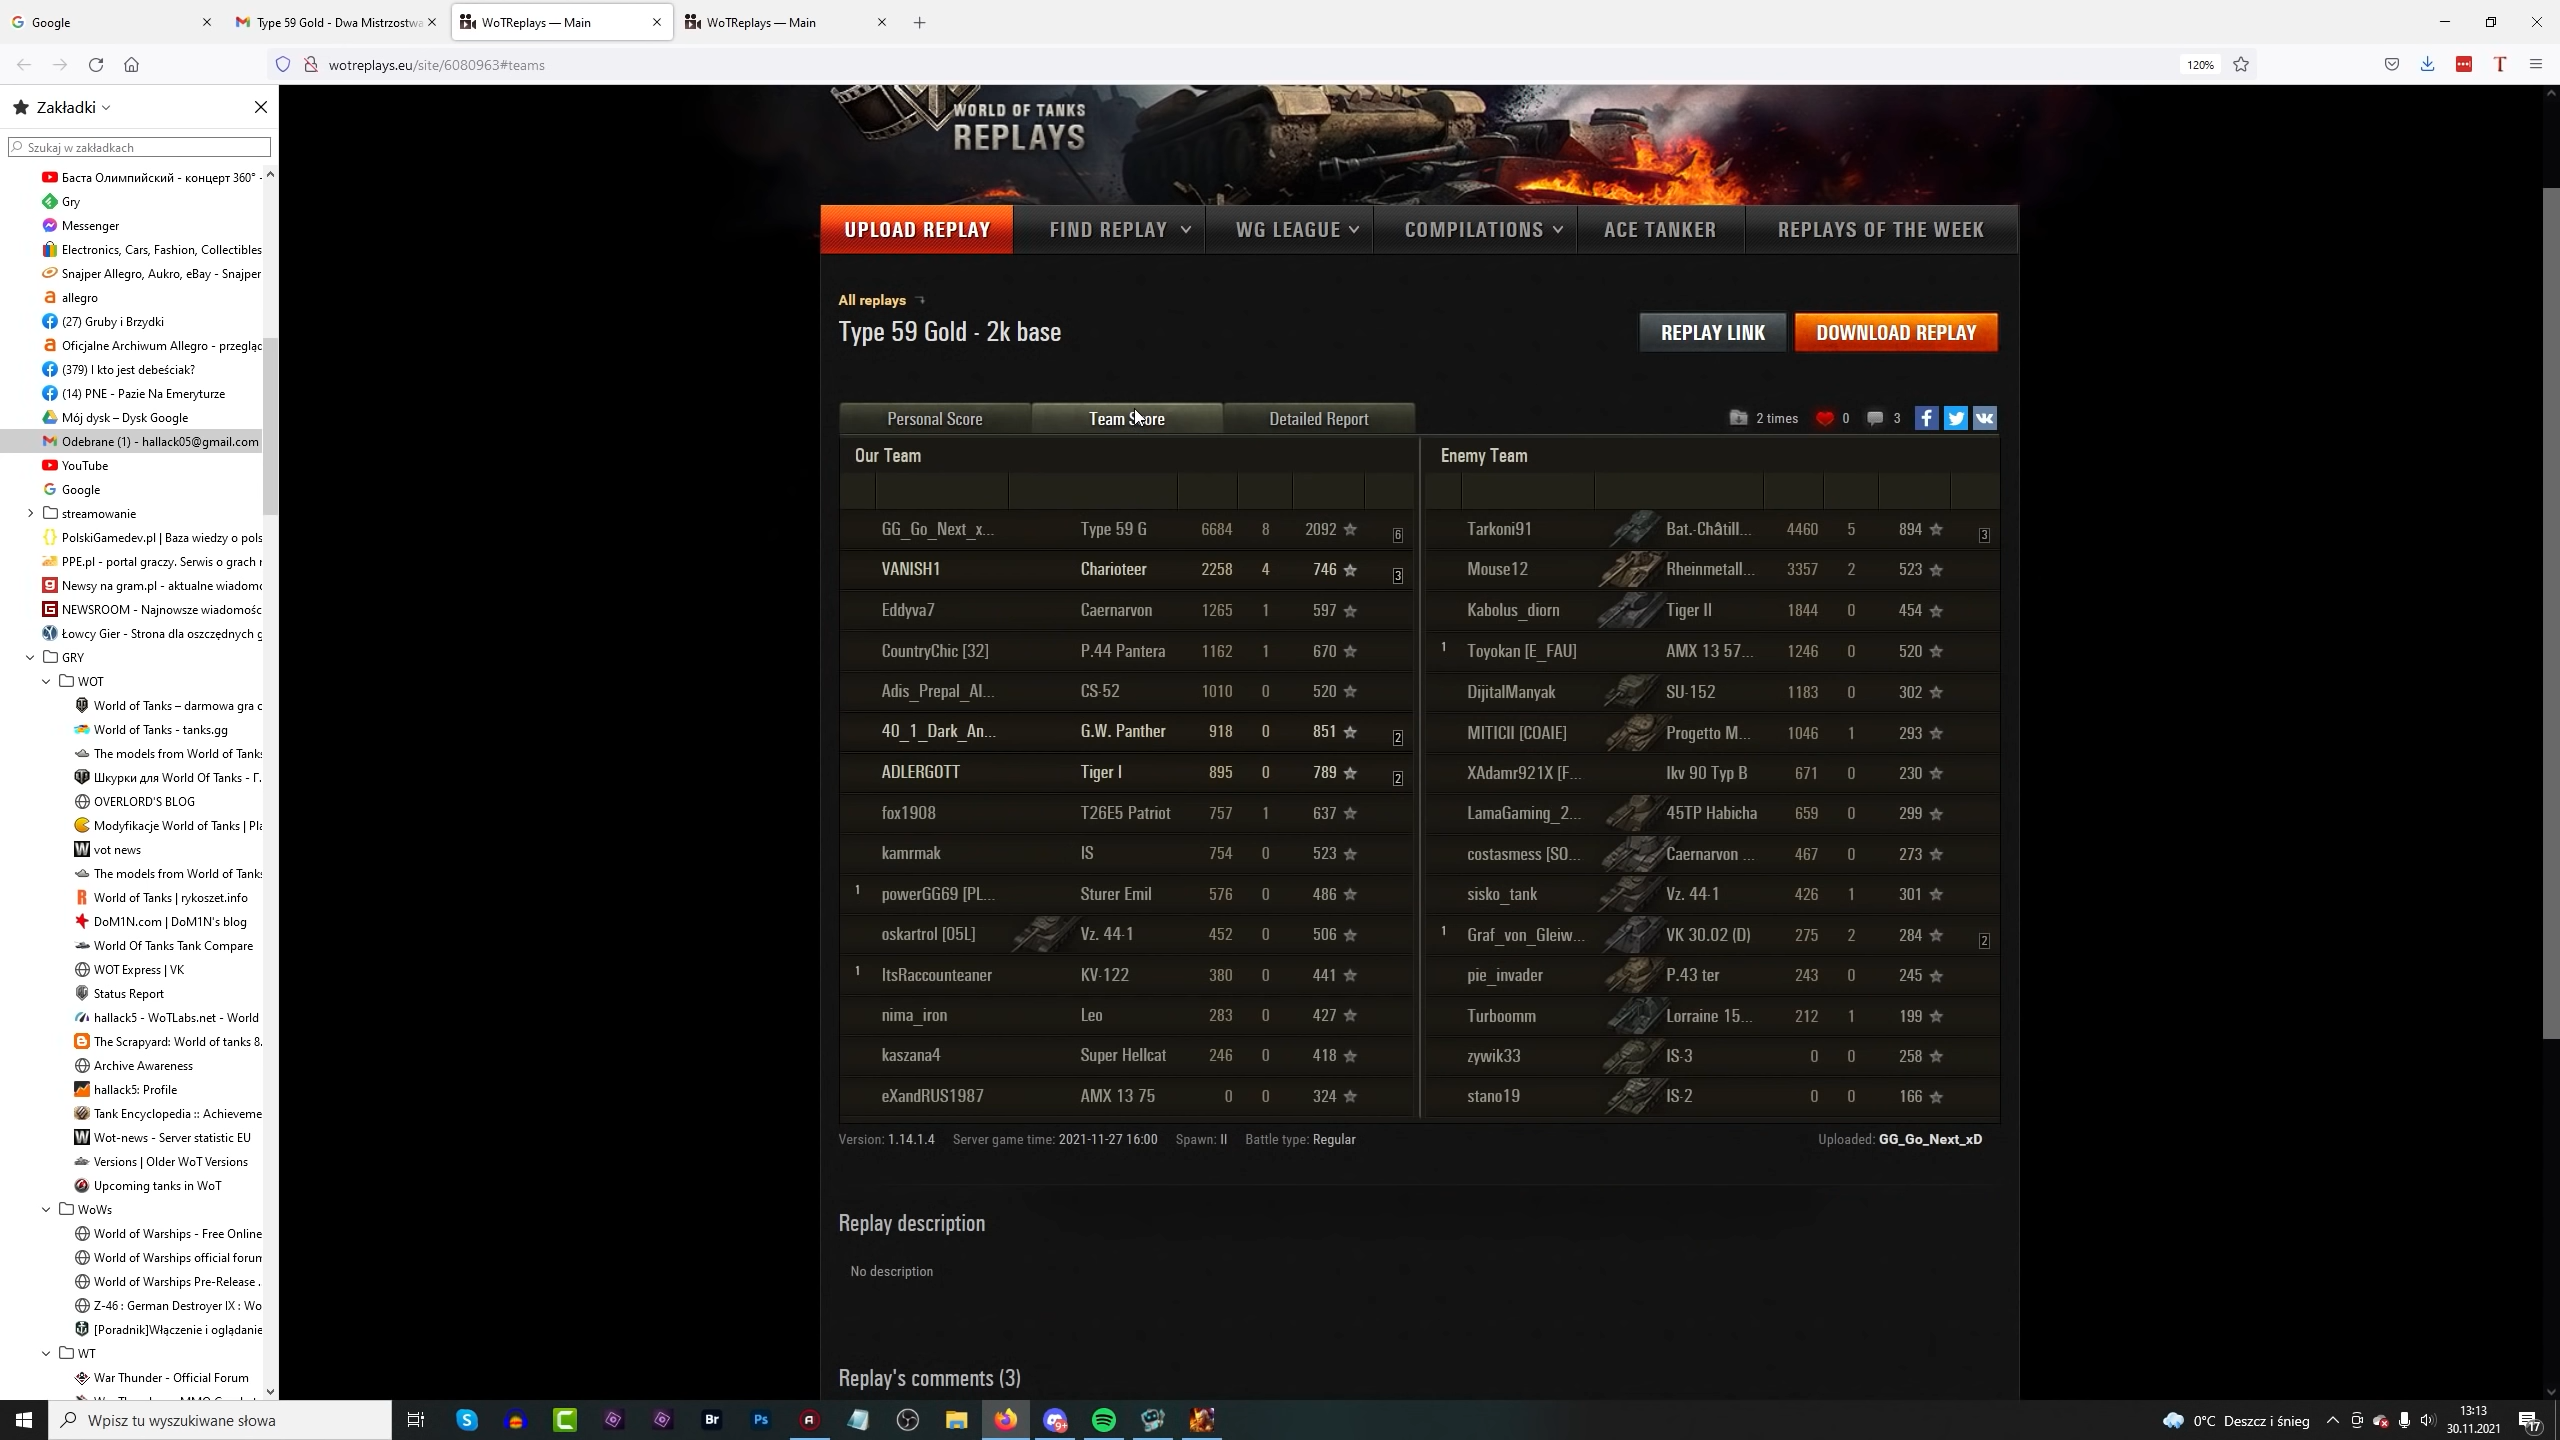 Google
Type 59 Gold - Dwa Mistrzostwa
WoTReplays — Main
WoTReplays — Main
wotreplays.eu/site/6080963#teams
120%
Zakładki
Szukaj w zakładkach
Баста Олимпийский - концерт 360° -
Gry
Messenger
Electronics, Cars, Fashion, Collectibles
Snajper Allegro, Aukro, eBay - Snajper
allegro
(27) Gruby i Brzydki
Oficjalne Archiwum Allegro - przegląd
(379) I kto jest debeściak?
(14) PNE - Pazie Na Emeryturze
Mój dysk – Dysk Google
Odebrane (1) - hallack05@gmail.com
YouTube
Google
streamowanie
PolskiGamedev.pl | Baza wiedzy o pols
PPE.pl - portal graczy. Serwis o grach
Newsy na gram.pl - aktualne wiadomo
NEWSROOM - Najnowsze wiadomośc
Łowcy Gier - Strona dla oszczędnych g
GRY
WOT
World of Tanks – darmowa gra
World of Tanks - tanks.gg
The models from World of Tanks
Шкурки для World Of Tanks - Г.
OVERLORD'S BLOG
Modyfikacje World of Tanks | Pla
vot news
The models from World of Tanks
World of Tanks | rykoszet.info
DoM1N.com | DoM1N's blog
World Of Tanks Tank Compare
WOT Express | VK
Status Report
hallack5 - WoTLabs.net - World
The Scrapyard: World of tanks 8.
Archive Awareness
hallack5: Profile
Tank Encyclopedia :: Achieveme
Wot-news - Server statistic EU
Versions | Older WoT Versions
Upcoming tanks in WoT
WoWs
World of Warships - Free Online
World of Warships official forum
World of Warships Pre-Release .
Z-46 : German Destroyer IX : Wo
[Poradnik]Włączenie i oglądanie
WT
War Thunder - Official Forum
WORLD OF TANKS
REPLAYS
UPLOAD REPLAY FIND REPLAY WG LEAGUE COMPILATIONS ACE TANKER REPLAYS OF THE WEEK
All replays
Type 59 Gold - 2k base
REPLAY LINK DOWNLOAD REPLAY
Personal Score Team Score Detailed Report 2 times 0 3
Our Team
GG_Go_Next_x... Type 59 G 6684 8 2092 6
VANISH1 Charioteer 2258 4 746 3
Eddyva7 Caernarvon 1265 1 597
CountryChic [32] P.44 Pantera 1162 1 670
Adis_Prepal_Al... CS-52 1010 0 520
40_1_Dark_An... G.W. Panther 918 0 851 2
ADLERGOTT Tiger I 895 0 789 2
fox1908 T26E5 Patriot 757 1 637
kamrmak IS 754 0 523
1 powerGG69 [PL... Sturer Emil 576 0 486
oskartrol [05L] Vz. 44-1 452 0 506
1 ItsRaccounteaner KV-122 380 0 441
nima_iron Leo 283 0 427
kaszana4 Super Hellcat 246 0 418
eXandRUS1987 AMX 13 75 0 0 324
Enemy Team
Tarkoni91 Bat.-Châtill... 4460 5 894 3
Mouse12 Rheinmetall... 3357 2 523
Kabolus_diorn Tiger II 1844 0 454
1 Toyokan [E_FAU] AMX 13 57... 1246 0 520
DijitalManyak SU-152 1183 0 302
MITICII [COAIE] Progetto M... 1046 1 293
XAdamr921X [F... Ikv 90 Typ B 671 0 230
LamaGaming_2... 45TP Habicha 659 0 299
costasmess [SO... Caernarvon ... 467 0 273
sisko_tank Vz. 44-1 426 1 301
1 Graf_von_Gleiw... VK 30.02 (D) 275 2 284 2
pie_invader P.43 ter 243 0 245
Turboomm Lorraine 15... 212 1 199
zywik33 IS-3 0 0 258
stano19 IS-2 0 0 166
Version: 1.14.1.4 Server game time: 2021-11-27 16:00 Spawn: II Battle type: Regular Uploaded: GG_Go_Next_xD
Replay description
No description
Replay's comments (3)
Wpisz tu wyszukiwane słowa
Br
Ps
9+
0°C Deszcz i śnieg
13:13
30.11.2021
17